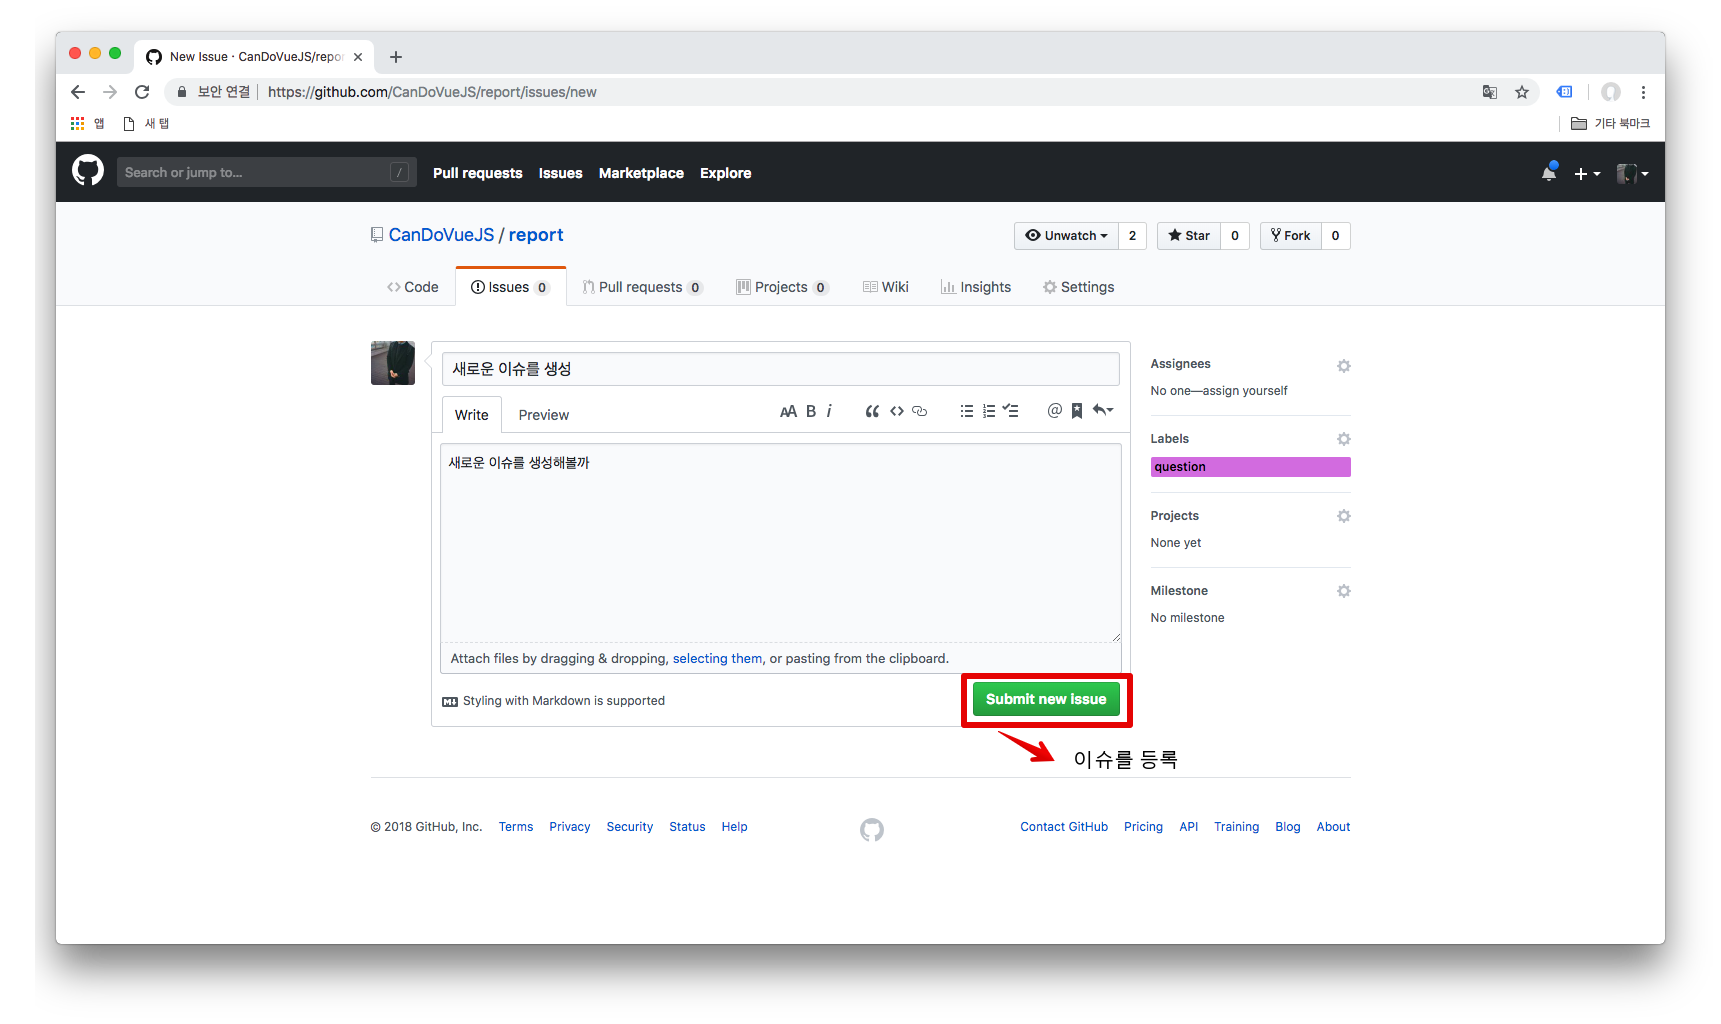 New Issue · CanDoVueJS/repor
보안 연결 https://github.com/CanDoVueJS/report/issues/new
앱 새 탭 기타 북마크
Search or jump to... / Pull requests Issues Marketplace Explore
CanDoVueJS / report Unwatch 2 Star 0 Fork 0
Code Issues 0 Pull requests 0 Projects 0 Wiki Insights Settings
새로운 이슈를 생성
Write Preview AA B i
새로운 이슈를 생성해볼까
Attach files by dragging & dropping, selecting them, or pasting from the clipboard.
Styling with Markdown is supported
Submit new issue
이슈를 등록
Assignees
No one—assign yourself
Labels
question
Projects
None yet
Milestone
No milestone
© 2018 GitHub, Inc. Terms Privacy Security Status Help Contact GitHub Pricing API Training Blog About